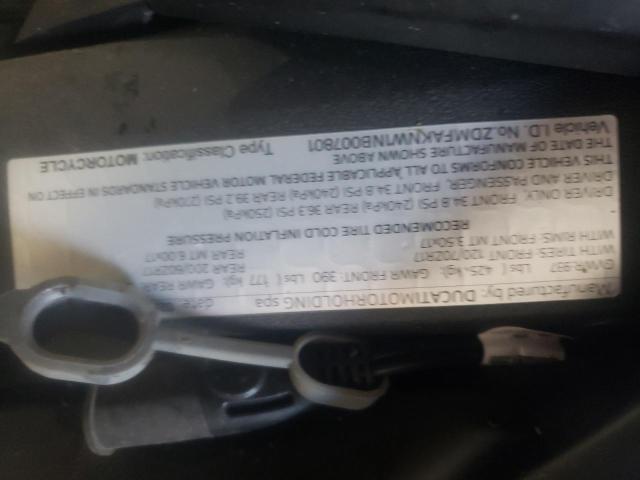 Manufactured by: DUCATIMOTORHOLDING spa date
GVWR: 937 Lbs ( 425 kg). GAWR FRONT: 390 Lbs ( 177 kg). GAWR REAR
WITH TIRES: FRONT 120/70ZR17 REAR 200/60ZR17
WITH RIMS: FRONT MT 3.50x17 REAR MT 6.00x17
RECOMENDED TIRE COLD INFLATION PRESSURE
DRIVER ONLY, FRONT 34.8 PSI (240kPa) REAR 36.3 PSI (250kPa)
DRIVER AND PASSENGER, FRONT 34.8 PSI (240kPa) REAR 39.2 PSI (270kPa)
THIS VEHICLE CONFORMS TO ALL APPLICABLE FEDERAL MOTOR VEHICLE STANDARDS IN EFFECT ON
THE DATE OF MANUFACTURE SHOWN ABOVE
Vehicle I.D. No.ZDMFAKNW1NB007801 Type Classification: MOTORCYCLE